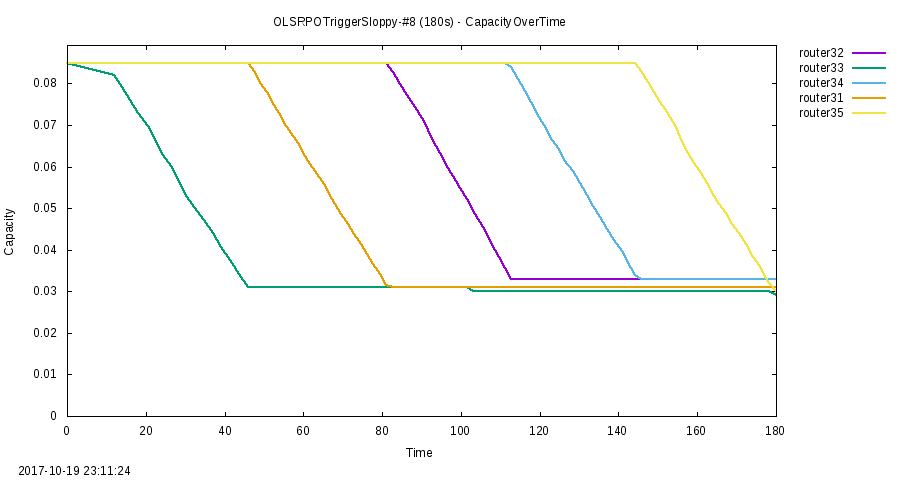 OLSRPOTriggerSloppy-#8 (180s) - CapacityOverTime
router32
router33
router34
router31
router35
0.08
0.07
0.06
0.05
0.04
0.03
0.02
0.01
0
Capacity
0 20 40 60 80 100 120 140 160 180
Time
2017-10-19 23:11:24